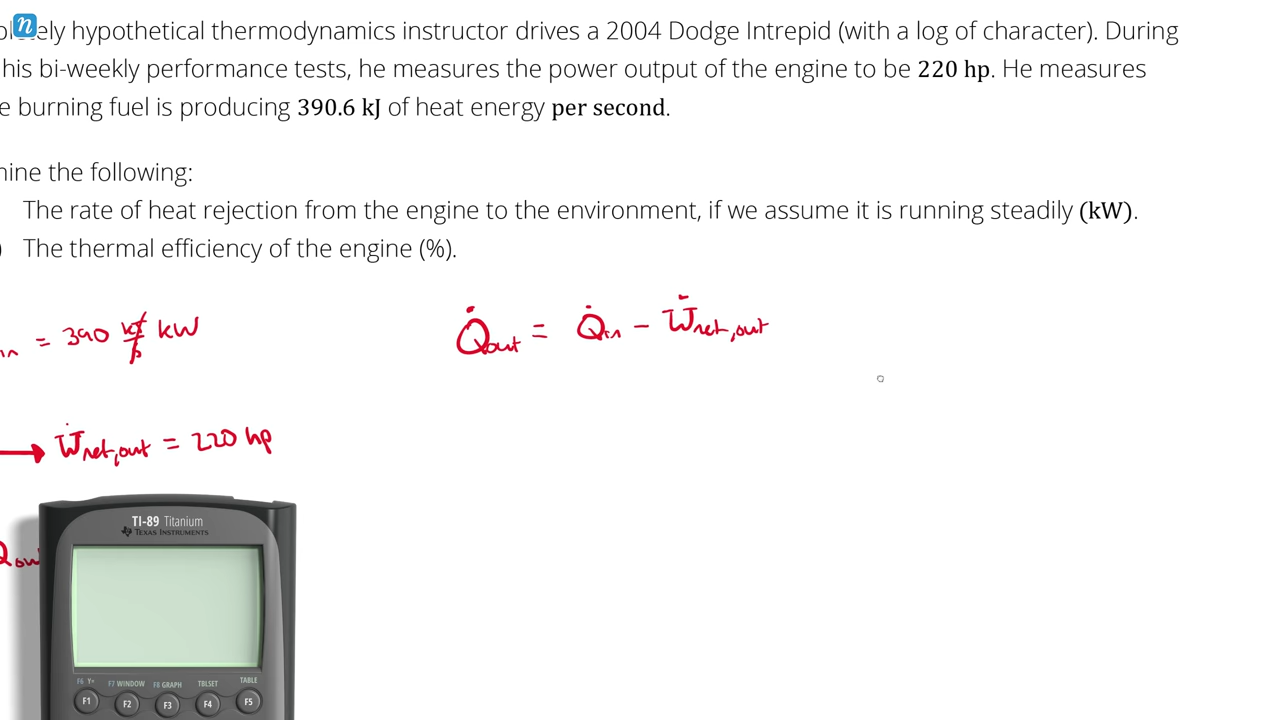 n
ely hypothetical thermodynamics instructor drives a 2004 Dodge Intrepid (with a log of character). During
his bi-weekly performance tests, he measures the power output of the engine to be 220 hp. He measures
e burning fuel is producing 390.6 kJ of heat energy per second.
nine the following:
The rate of heat rejection from the engine to the environment, if we assume it is running steadily (kW).
) The thermal efficiency of the engine (%).
in = 390 kJ/s kW
Q̇out = Q̇in − Ẇnet,out
Ẇnet,out = 220 hp
Qout
TI-89 Titanium
TEXAS INSTRUMENTS
F6 Y= F7 WINDOW F8 GRAPH TBLSET TABLE
F1 F2 F3 F4 F5